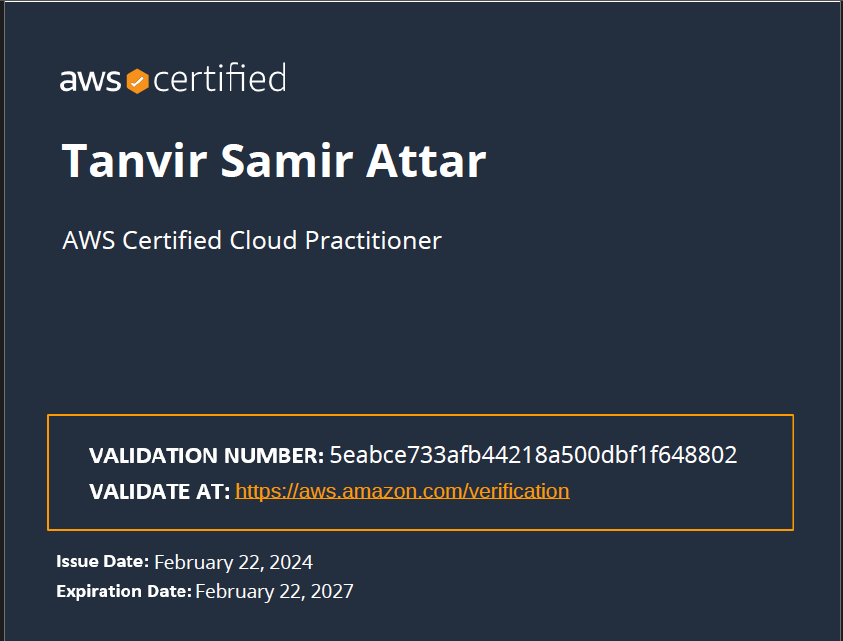 aws certified
Tanvir Samir Attar
AWS Certified Cloud Practitioner
VALIDATION NUMBER: 5eabce733afb44218a500dbf1f648802
VALIDATE AT: https://aws.amazon.com/verification
Issue Date: February 22, 2024
Expiration Date: February 22, 2027